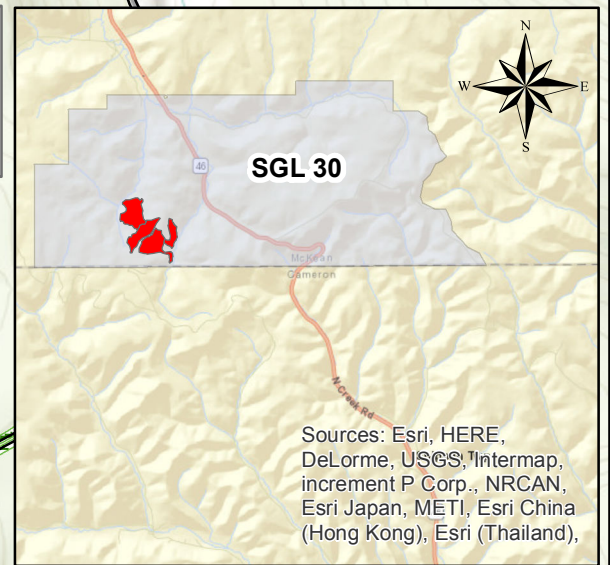 N
W E
S
SGL 30
46
McKean
Cameron
N Creek Rd
Sources: Esri, HERE,
DeLorme, USGS, Intermap,
increment P Corp., NRCAN,
Esri Japan, METI, Esri China
(Hong Kong), Esri (Thailand),